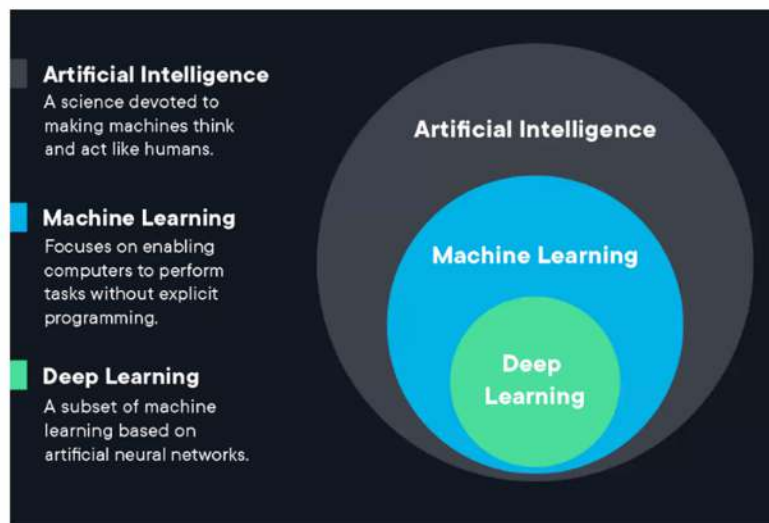 Artificial Intelligence
A science devoted to
making machines think
and act like humans.
Machine Learning
Focuses on enabling
computers to perform
tasks without explicit
programming.
Deep Learning
A subset of machine
learning based on
artificial neural networks.
Artificial Intelligence
Machine Learning
Deep
Learning